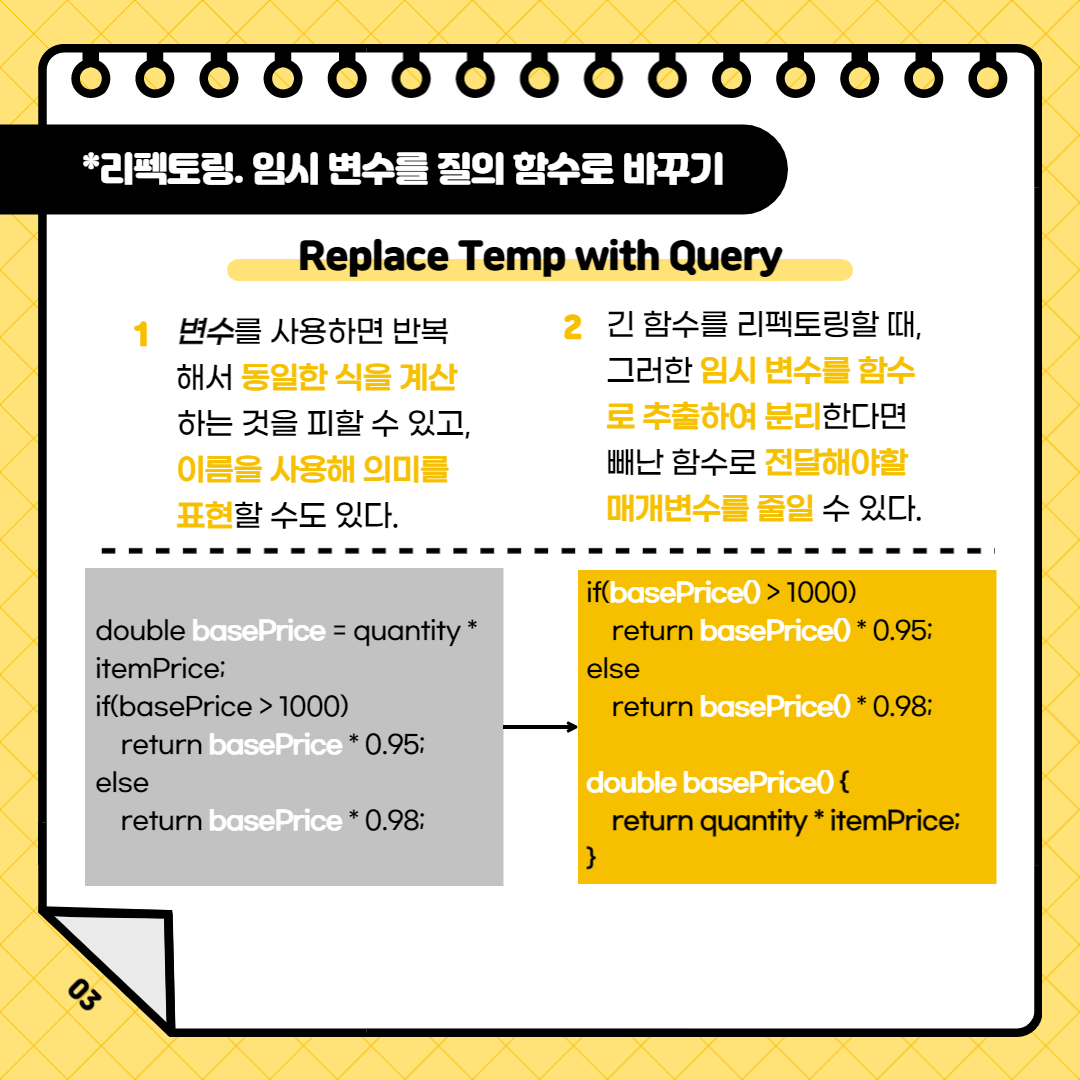 *리펙토링. 임시 변수를 질의 함수로 바꾸기
Replace Temp with Query
1
변수를 사용하면 반복
해서 동일한 식을 계산
하는 것을 피할 수 있고,
이름을 사용해 의미를
표현할 수도 있다.
2
긴 함수를 리펙토링할 때,
그러한 임시 변수를 함수
로 추출하여 분리한다면
빼난 함수로 전달해야할
매개변수를 줄일 수 있다.
double basePrice = quantity *
itemPrice;
if(basePrice > 1000)
return basePrice * 0.95;
else
return basePrice * 0.98;
if(basePrice() > 1000)
return basePrice() * 0.95;
else
return basePrice() * 0.98;
double basePrice() {
return quantity * itemPrice;
}
03